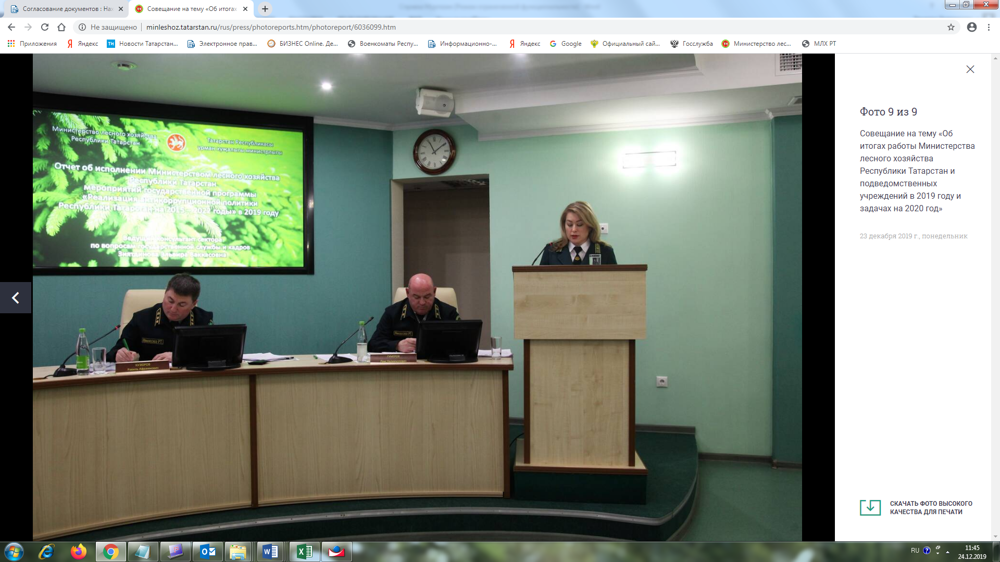 Согласование документов : Нах
Совещание на тему «Об итогах
Не защищено
minleshoz.tatarstan.ru/rus/press/photoreports.htm/photoreport/6036099.htm
Приложения
Яндекс
Новости Татарстан...
Электронное прав...
БИЗНЕС Online. Де...
Военкоматы Респу...
Информационно-...
Яндекс
Google
Официальный сай...
Госслужба
Министерство лес...
МЛХ РТ
Министерство лесного хозяйства
Республики Татарстан
Татарстан Республикасы
урман хуҗалыгы министрлыгы
Отчет об исполнении Министерством лесного хозяйства
Республики Татарстан
мероприятий государственной программы
«Реализация антикоррупционной политики
Республики Татарстан на 2015 – 2022 годы» в 2019 году
Ведущий консультант сектора
по вопросам государственной службы и кадров
Зиятдинова Эльвира Ваккасовна
Минлесхоз РТ
Минлесхоз РТ
КУЗЮРОВ
Равиль Афраимович
ГУМЕРОВ
Раис
Фото 9 из 9
Совещание на тему «Об
итогах работы Министерства
лесного хозяйства
Республики Татарстан и
подведомственных
учреждений в 2019 году и
задачах на 2020 год»
23 декабря 2019 г., понедельник
СКАЧАТЬ ФОТО ВЫСОКОГО
КАЧЕСТВА ДЛЯ ПЕЧАТИ
RU
11:45
24.12.2019